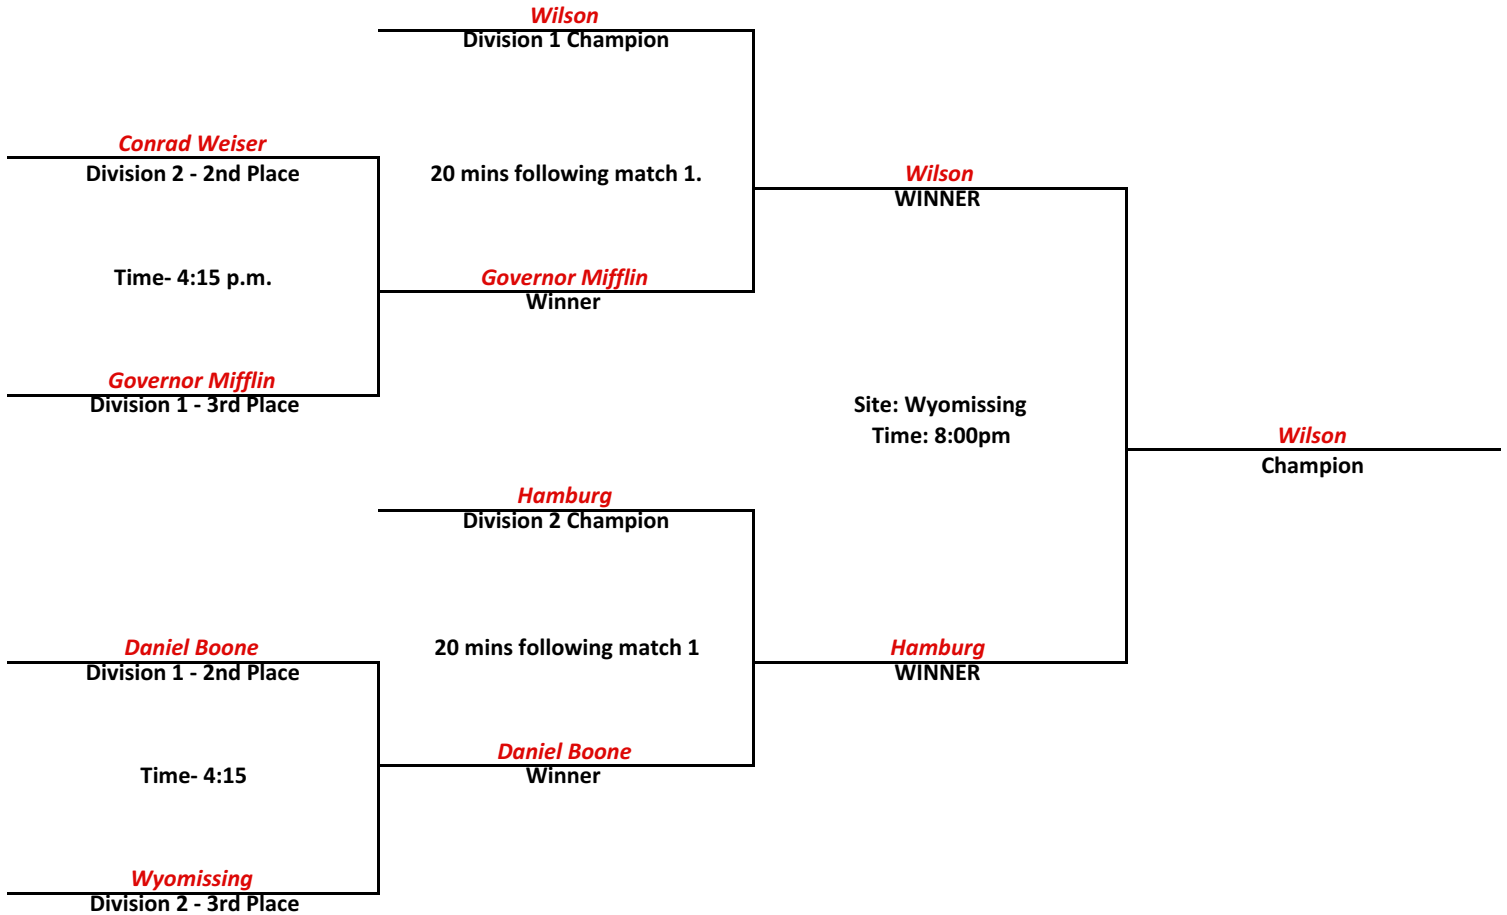 Wilson
Division 1 Champion
Conrad Weiser
Division 2 - 2nd Place
20 mins following match 1.
Wilson
WINNER
Time- 4:15 p.m.
Governor Mifflin
Winner
Governor Mifflin
Division 1 - 3rd Place
Site: Wyomissing
Time: 8:00pm
Wilson
Champion
Hamburg
Division 2 Champion
Daniel Boone
Division 1 - 2nd Place
20 mins following match 1
Hamburg
WINNER
Daniel Boone
Winner
Time- 4:15
Wyomissing
Division 2 - 3rd Place